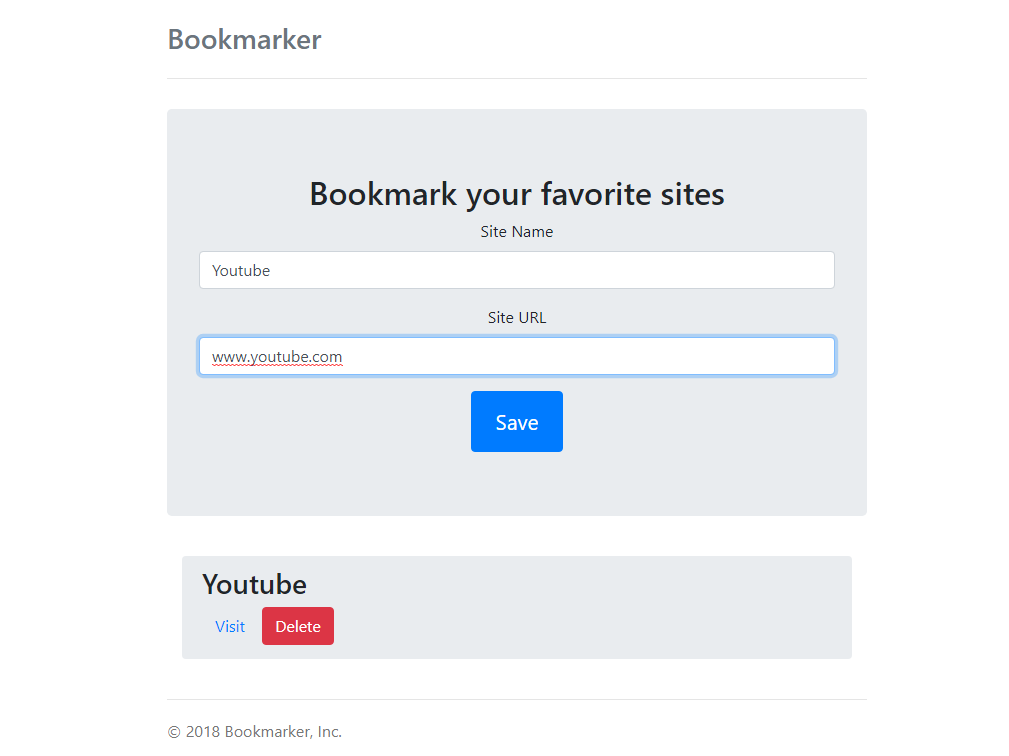 Bookmarker
Bookmark your favorite sites
Site Name
Youtube
Site URL
www.youtube.com
Save
Youtube
Visit Delete
© 2018 Bookmarker, Inc.